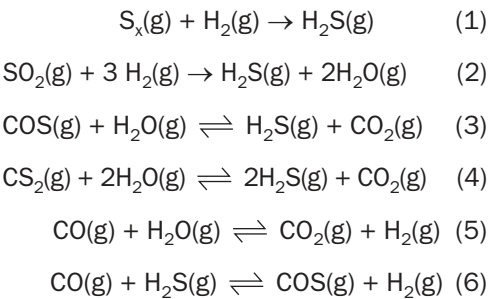 Sₓ(g) + H₂(g) → H₂S(g) (1)
SO₂(g) + 3 H₂(g) → H₂S(g) + 2H₂O(g) (2)
COS(g) + H₂O(g) ⇌ H₂S(g) + CO₂(g) (3)
CS₂(g) + 2H₂O(g) ⇌ 2H₂S(g) + CO₂(g) (4)
CO(g) + H₂O(g) ⇌ CO₂(g) + H₂(g) (5)
CO(g) + H₂S(g) ⇌ COS(g) + H₂(g) (6)